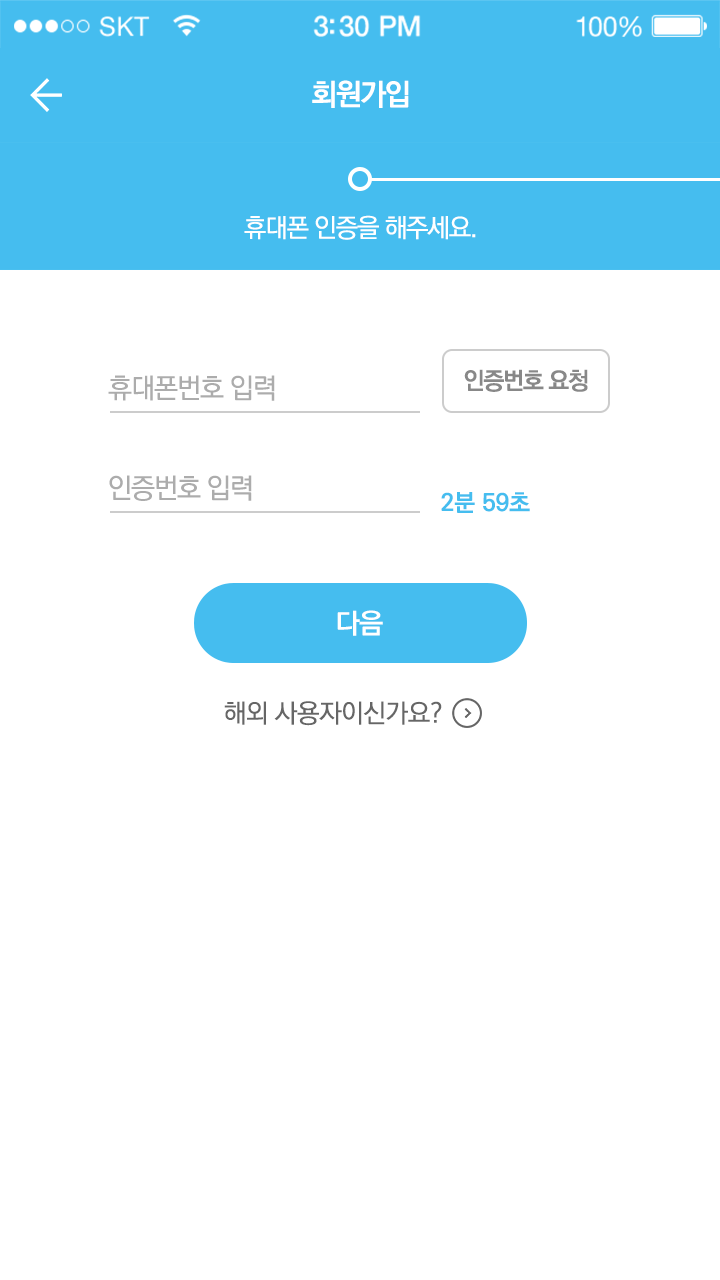 SKT 3:30 PM 100%
회원가입
휴대폰 인증을 해주세요.
휴대폰번호 입력 인증번호 요청
인증번호 입력 2분 59초
다음
해외 사용자이신가요?